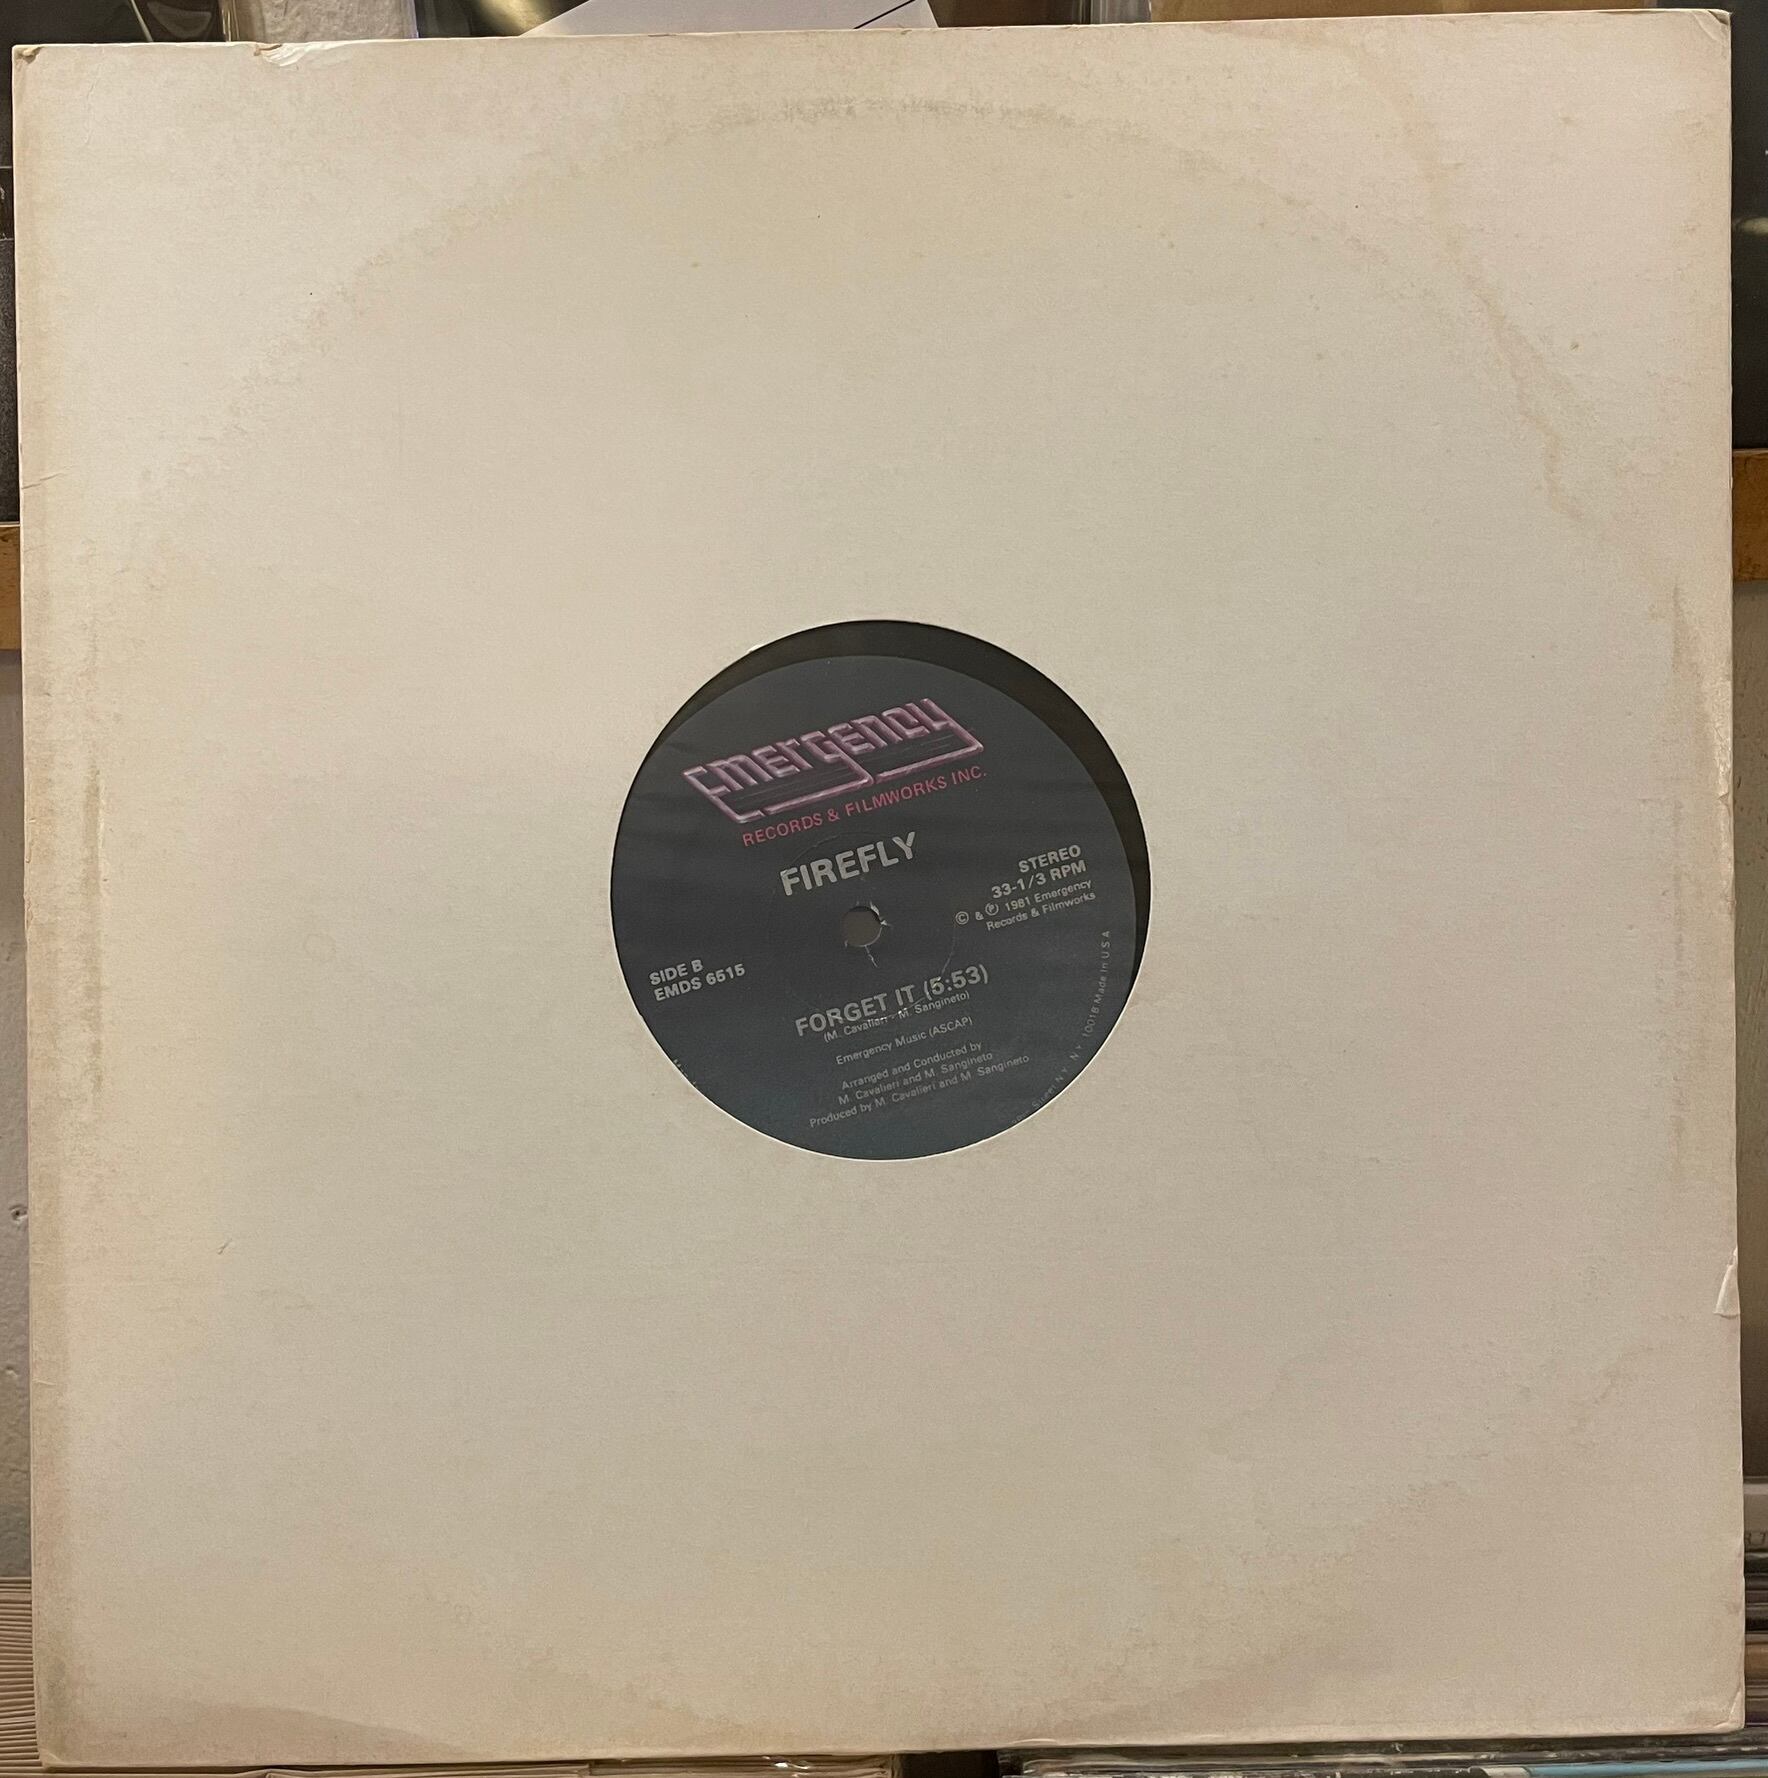 Emergency
RECORDS & FILMWORKS INC.
FIREFLY
STEREO
33-1/3 RPM
© & ℗ 1981 Emergency
Records & Filmworks
SIDE B
EMDS 6515
FORGET IT (5:53)
(M. Cavalieri - M. Sangineto)
Emergency Music (ASCAP)
Arranged and Conducted by
M. Cavalieri and M. Sangineto
Produced by M. Cavalieri and M. Sangineto
Street N.Y. N.Y. 10018 Made in U S A